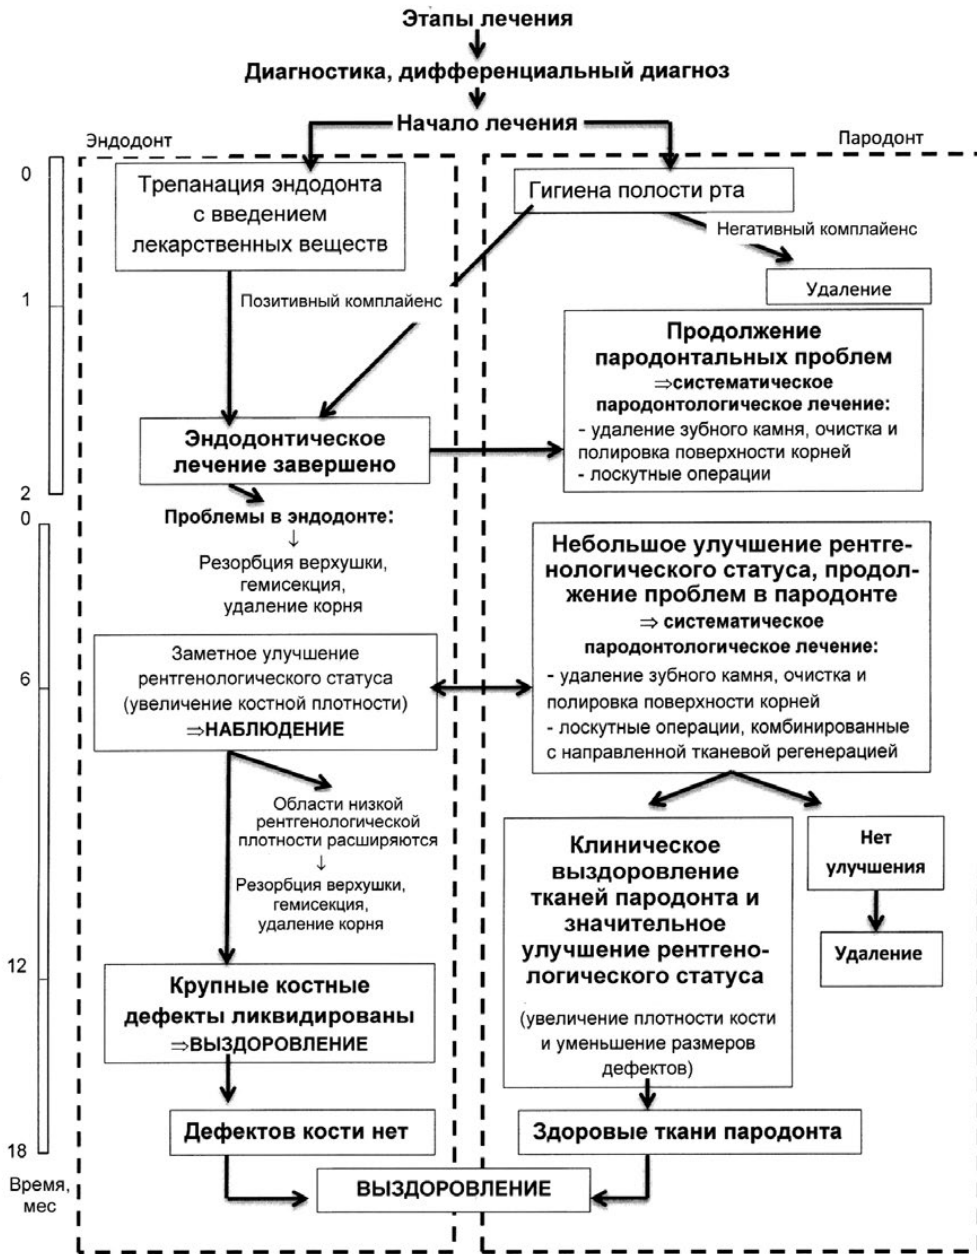 Этапы лечения
Диагностика, дифференциальный диагноз
Начало лечения
Эндодонт
Пародонт
0
Трепанация эндодонта
с введением
лекарственных веществ
Гигиена полости рта
Негативный комплайенс
Удаление
Позитивный комплайенс
1
Продолжение
пародонтальных проблем
⇒систематическое
пародонтологическое лечение:
- удаление зубного камня, очистка и
полировка поверхности корней
- лоскутные операции
Эндодонтическое
лечение завершено
2
0
Проблемы в эндодонте:
↓
Резорбция верхушки,
гемисекция,
удаление корня
Небольшое улучшение рентге-
нологического статуса, продол-
жение проблем в пародонте
⇒ систематическое
пародонтологическое лечение:
- удаление зубного камня, очистка и
полировка поверхности корней
- лоскутные операции, комбинированные
с направленной тканевой регенерацией
6
Заметное улучшение
рентгенологического статуса
(увеличение костной плотности)
⇒НАБЛЮДЕНИЕ
Области низкой
рентгенологической
плотности расширяются
↓
Резорбция верхушки,
гемисекция,
удаление корня
Клиническое
выздоровление
тканей пародонта и
значительное
улучшение рентгено-
логического статуса
(увеличение плотности кости
и уменьшение размеров
дефектов)
Нет
улучшения
Удаление
12
Крупные костные
дефекты ликвидированы
⇒ВЫЗДОРОВЛЕНИЕ
Дефектов кости нет
Здоровые ткани пародонта
18
Время,
мес
ВЫЗДОРОВЛЕНИЕ